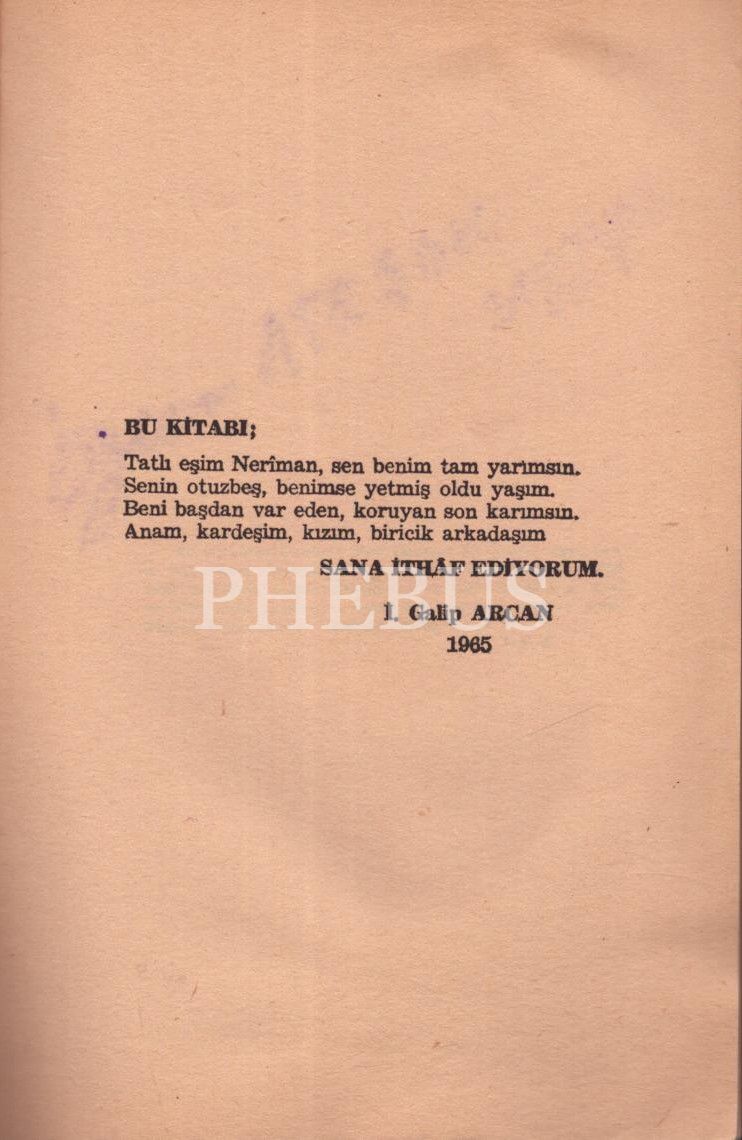 BU KİTABI;
Tatlı eşim Nerîman, sen benim tam yarımsın.
Senin otuzbeş, benimse yetmiş oldu yaşım.
Beni başdan var eden, koruyan son karımsın.
Anam, kardeşim, kızım, biricik arkadaşım
SANA İTHÂF EDİYORUM.
PHEBUS
İ. Galip ARCAN
1965